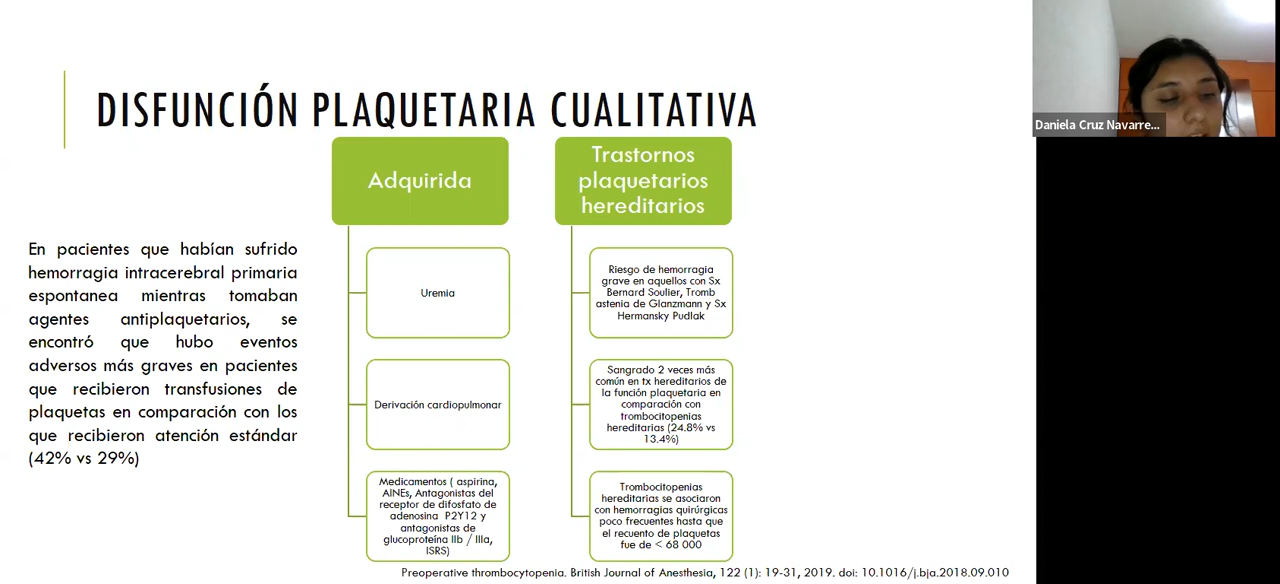 DISFUNCIÓN PLAQUETARIA CUALITATIVA
En pacientes que habían sufrido
hemorragia intracerebral primaria
espontanea mientras tomaban
agentes antiplaquetarios, se
encontró que hubo eventos
adversos más graves en pacientes
que recibieron transfusiones de
plaquetas en comparación con los
que recibieron atención estándar
(42% vs 29%)
Adquirida
Uremia
Derivación cardiopulmonar
Medicamentos ( aspirina,
AINEs, Antagonistas del
receptor de difosfato de
adenosina P2Y12 y
antagonistas de
glucoproteína IIb / IIIa,
ISRS)
Trastornos
plaquetarios
hereditarios
Riesgo de hemorragia
grave en aquellos con Sx
Bernard Soulier, Tromb
astenia de Glanzmann y Sx
Hermansky Pudlak
Sangrado 2 veces más
común en tx hereditarios de
la función plaquetaria en
comparación con
trombocitopenias
hereditarias (24.8% vs
13.4%)
Trombocitopenias
hereditarias se asociaron
con hemorragias quirúrgicas
poco frecuentes hasta que
el recuento de plaquetas
fue de < 68 000
Preoperative thrombocytopenia. British Journal of Anesthesia, 122 (1): 19-31, 2019. doi: 10.1016/j.bja.2018.09.010
Daniela Cruz Navarre...